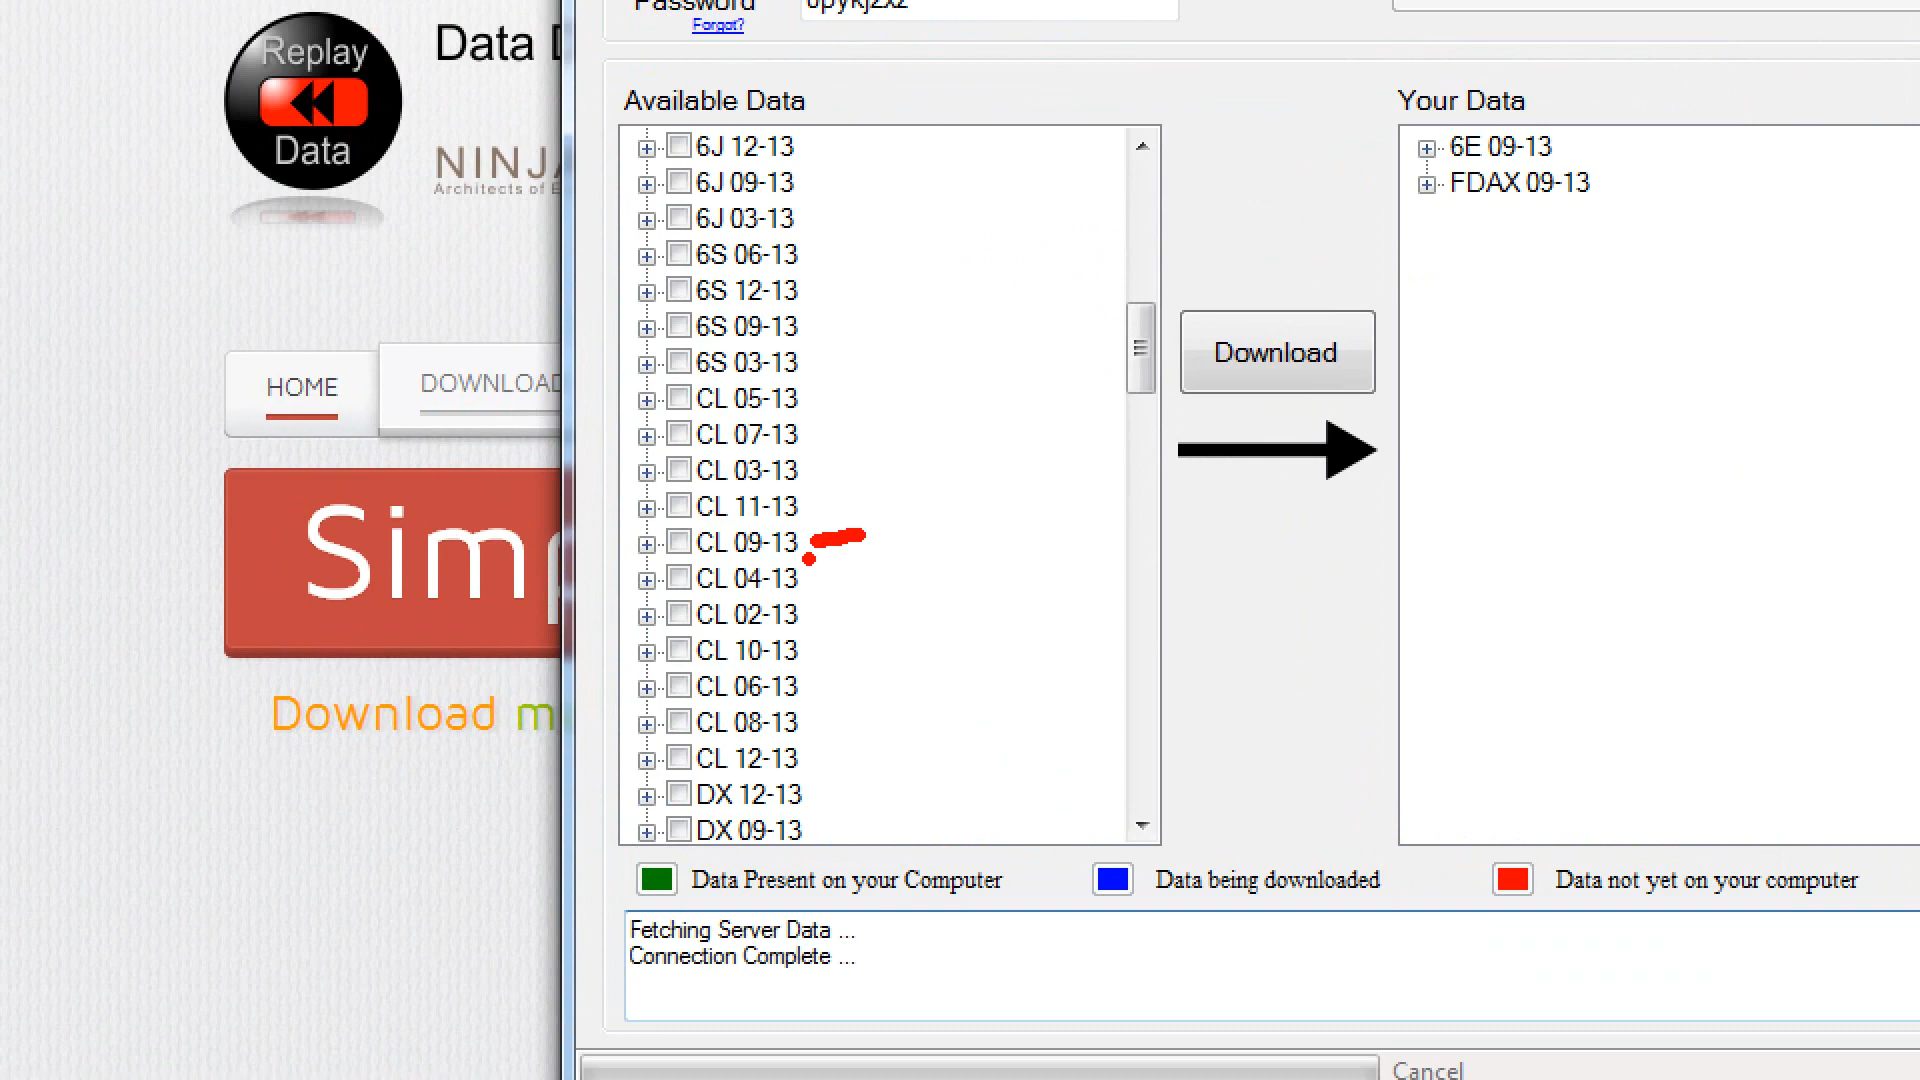 Replay
Data
Data
NINJ
Architects of
HOME
DOWNLOAD
Sim
Download
Password
Forgot?
Available Data
6J 12-13
6J 09-13
6J 03-13
6S 06-13
6S 12-13
6S 09-13
6S 03-13
CL 05-13
CL 07-13
CL 03-13
CL 11-13
CL 09-13
CL 04-13
CL 02-13
CL 10-13
CL 06-13
CL 08-13
CL 12-13
DX 12-13
DX 09-13
Download
Your Data
6E 09-13
FDAX 09-13
Data Present on your Computer
Data being downloaded
Data not yet on your computer
Fetching Server Data ...
Connection Complete ...
Cancel